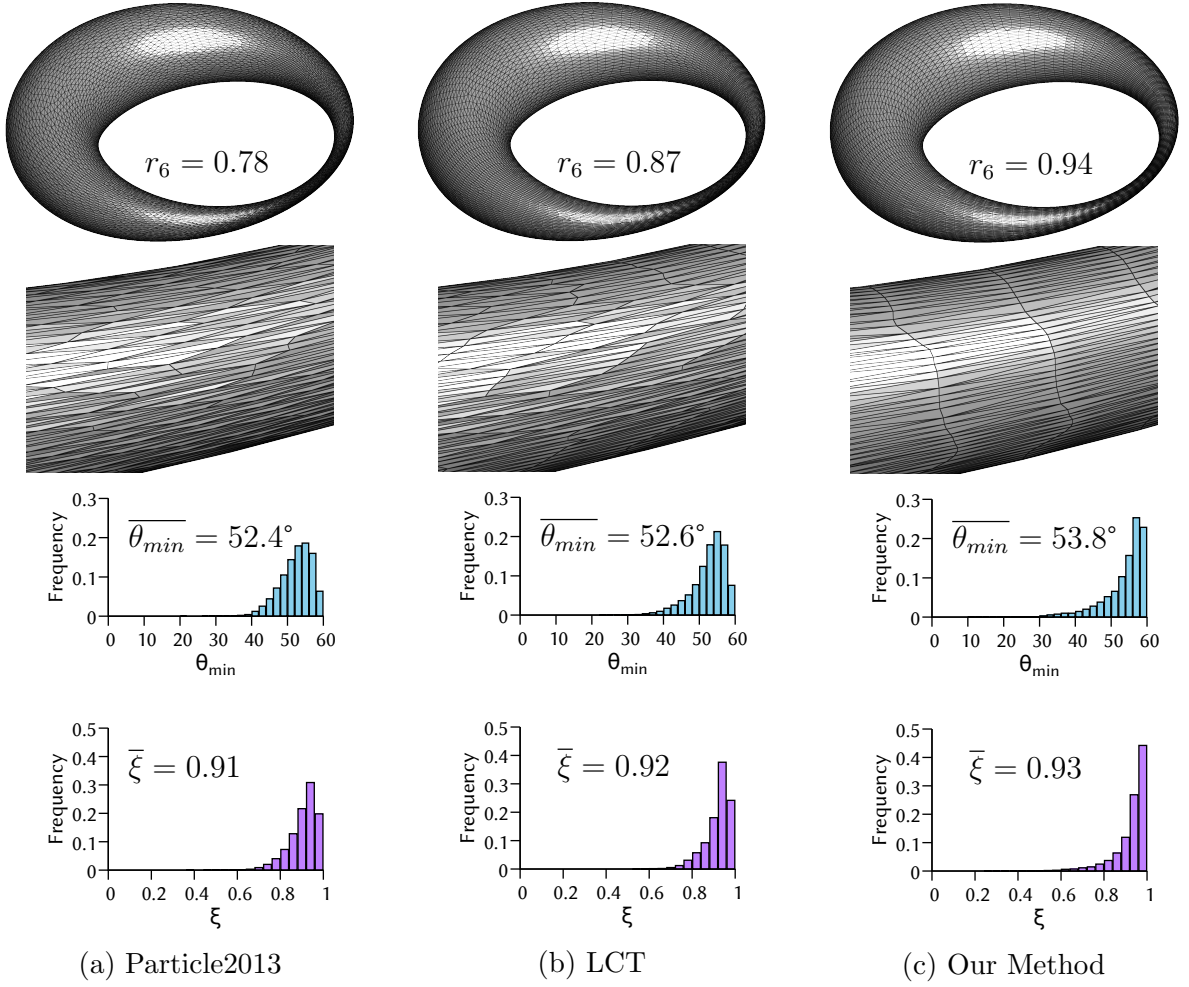 r₆ = 0.78
r₆ = 0.87
r₆ = 0.94
Frequency
0.3
0.2
0.1
0
θ_min = 52.4°
0 10 20 30 40 50 60
θmin
Frequency
0.3
0.2
0.1
0
θ_min = 52.6°
0 10 20 30 40 50 60
θmin
Frequency
0.3
0.2
0.1
0
θ_min = 53.8°
0 10 20 30 40 50 60
θmin
Frequency
0.5
0.4
0.3
0.2
0.1
0
ξ = 0.91
0 0.2 0.4 0.6 0.8 1
ξ
Frequency
0.5
0.4
0.3
0.2
0.1
0
ξ = 0.92
0 0.2 0.4 0.6 0.8 1
ξ
Frequency
0.5
0.4
0.3
0.2
0.1
0
ξ = 0.93
0 0.2 0.4 0.6 0.8 1
ξ
(a) Particle2013
(b) LCT
(c) Our Method